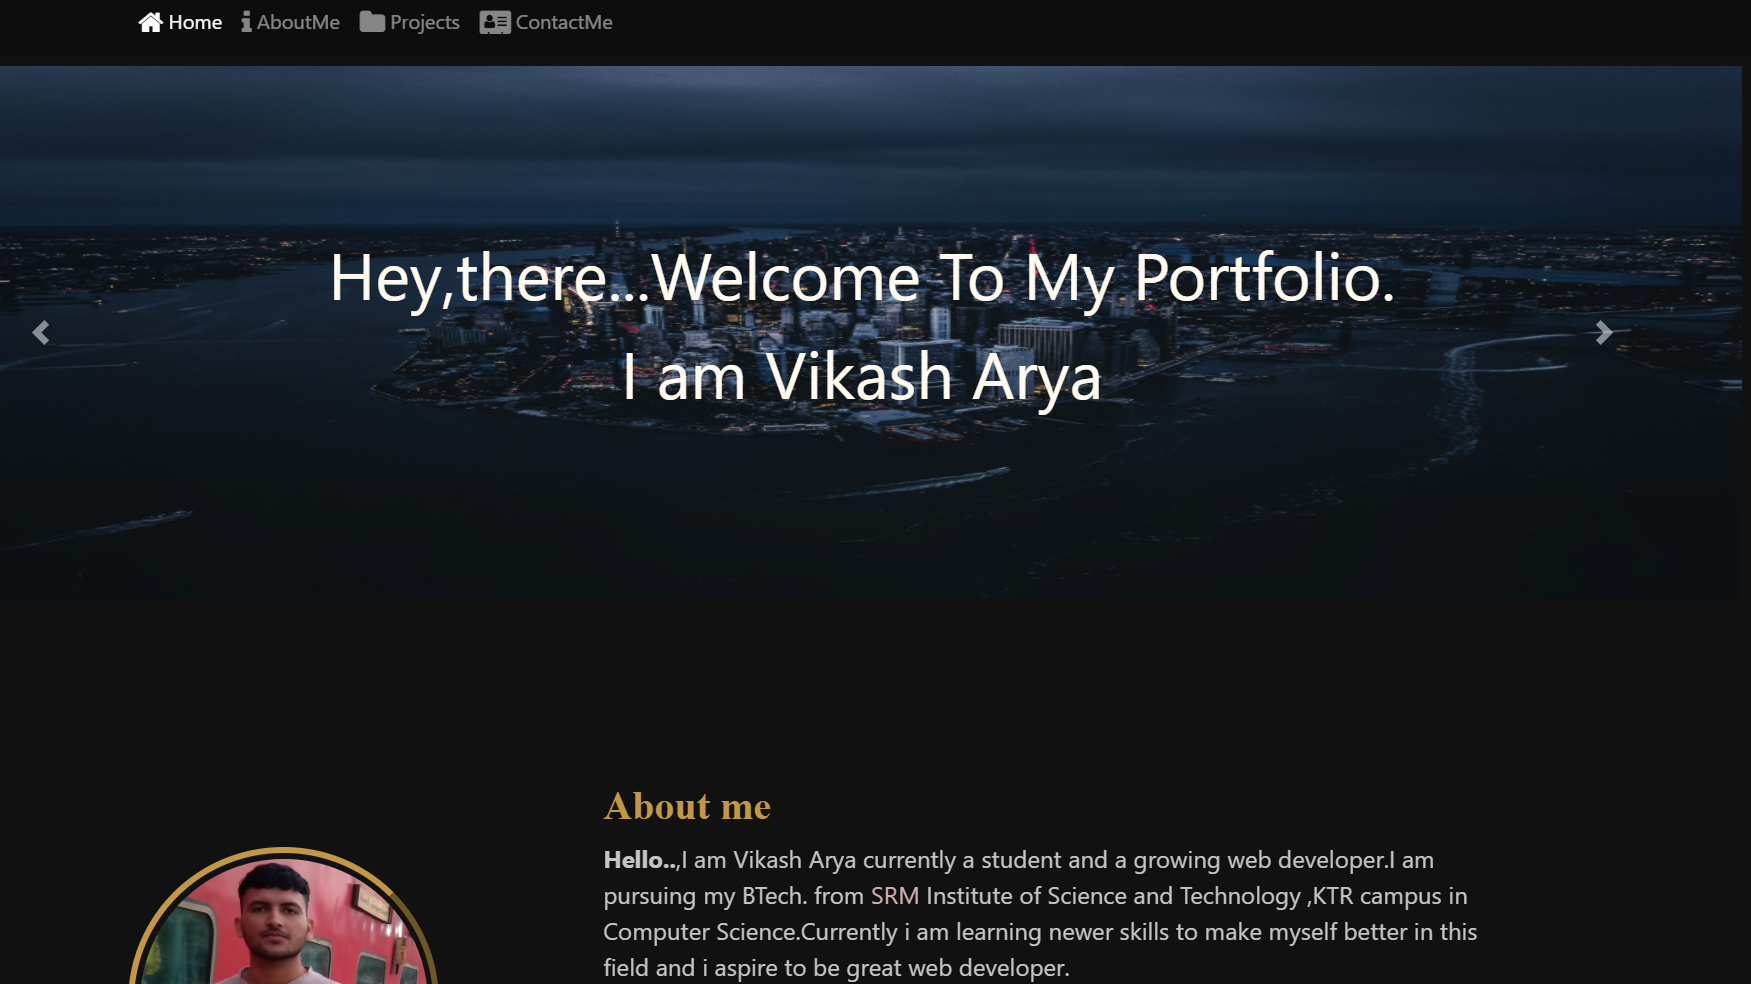 Home AboutMe Projects ContactMe
Hey,there...Welcome To My Portfolio.
I am Vikash Arya
About me
Hello..,I am Vikash Arya currently a student and a growing web developer.I am
pursuing my BTech. from SRM Institute of Science and Technology ,KTR campus in
Computer Science.Currently i am learning newer skills to make myself better in this
field and i aspire to be great web developer.